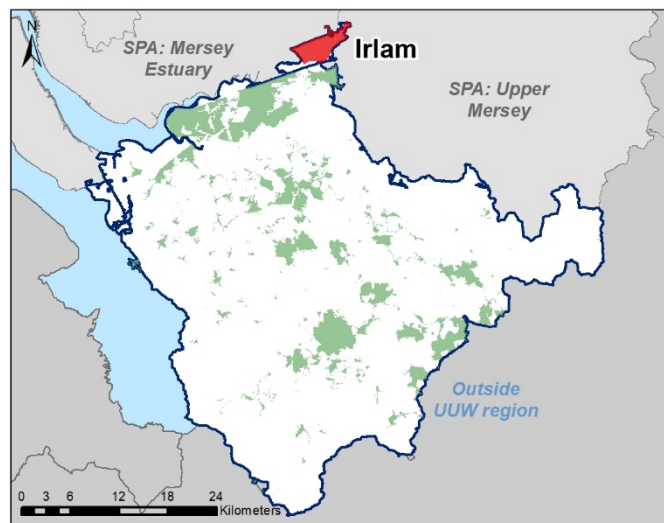 N
SPA: Mersey
Estuary
Irlam
SPA: Upper
Mersey
Outside
UUW region
0 3 6 12 18 24
Kilometers